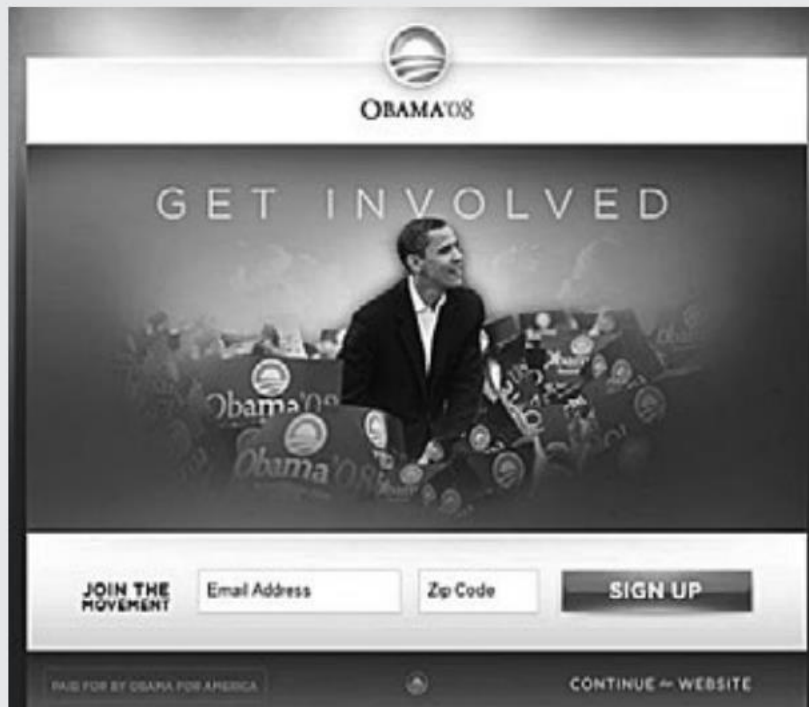 OBAMA'08
GET INVOLVED
Obama'08
Obama'08
JOIN THE
MOVEMENT
Email Address
Zip Code
SIGN UP
PAID FOR BY OBAMA FOR AMERICA
CONTINUE to WEBSITE